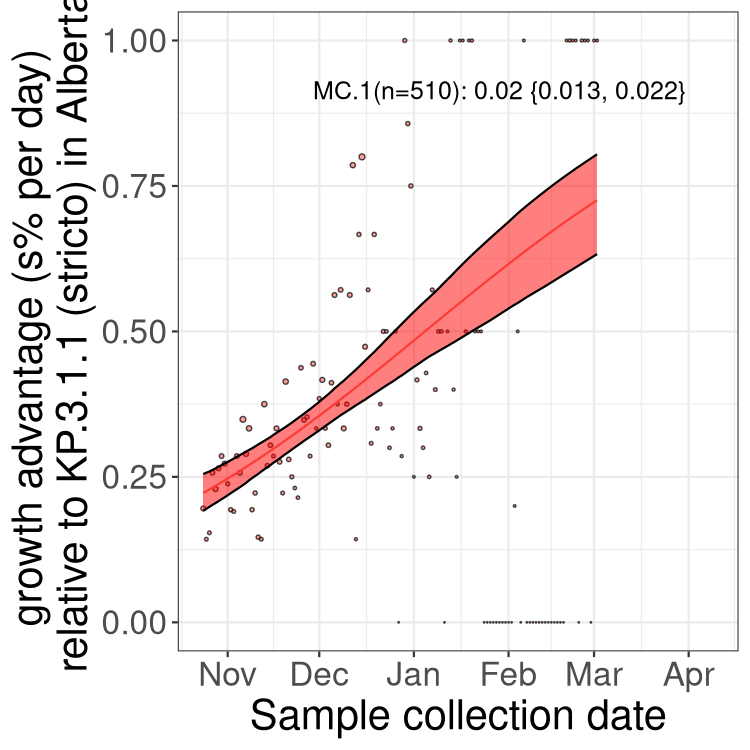 growth advantage (s% per day)
relative to KP.3.1.1 (stricto) in Alberta
1.00
0.75
0.50
0.25
0.00
MC.1(n=510): 0.02 {0.013, 0.022}
Nov Dec Jan Feb Mar Apr
Sample collection date